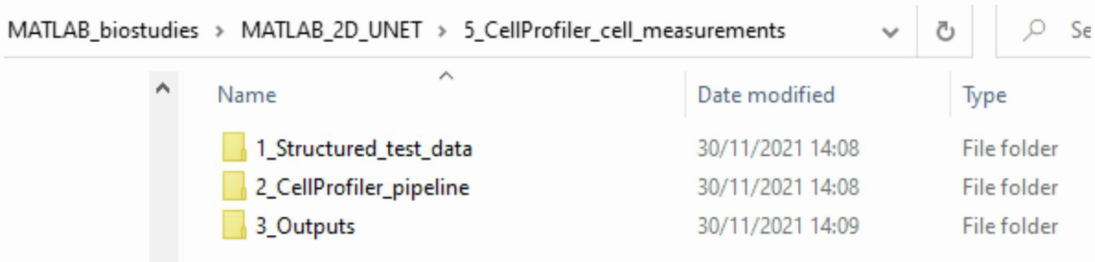 MATLAB_biostudies > MATLAB_2D_UNET > 5_CellProfiler_cell_measurements Se
Name Date modified Type
1_Structured_test_data 30/11/2021 14:08 File folder
2_CellProfiler_pipeline 30/11/2021 14:08 File folder
3_Outputs 30/11/2021 14:09 File folder